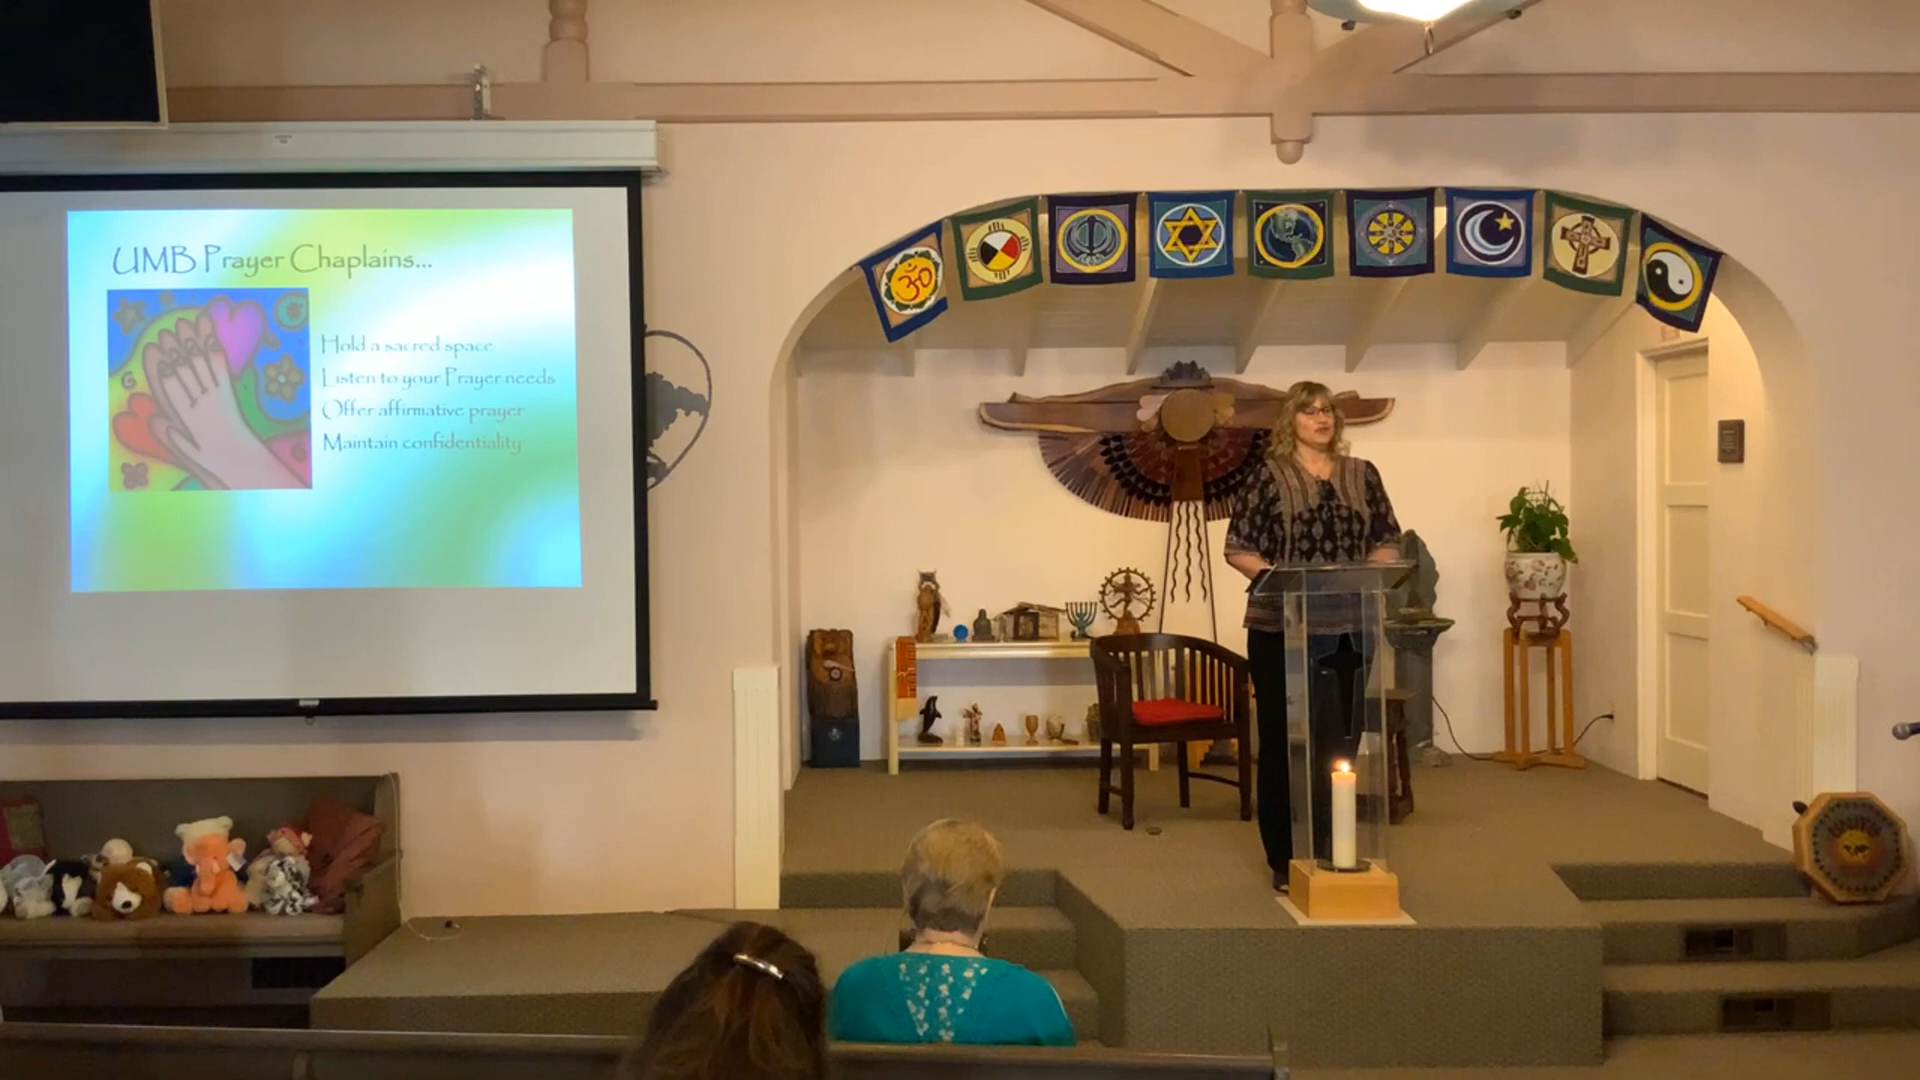 UMB Prayer Chaplains...
Hold a sacred space
Listen to your Prayer needs
Offer affirmative prayer
Maintain confidentiality
ॐ